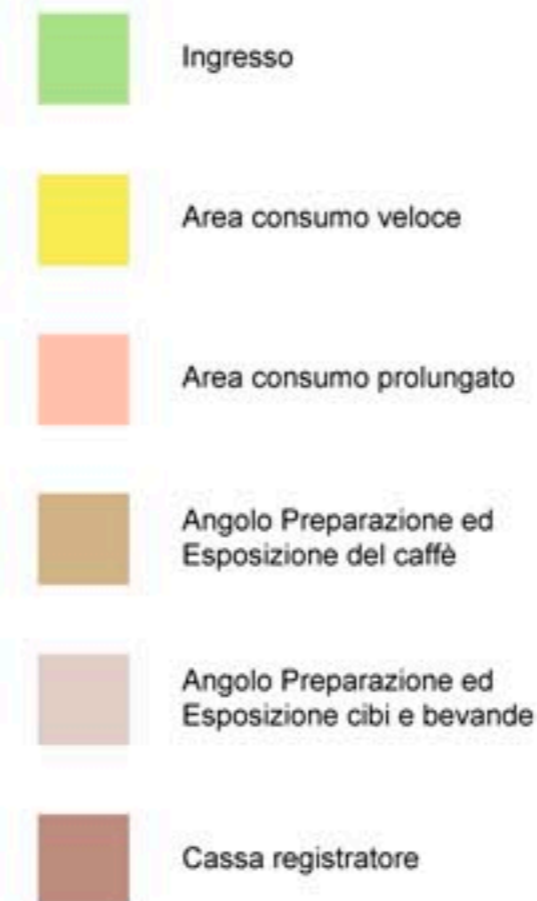 Ingresso
Area consumo veloce
Area consumo prolungato
Angolo Preparazione ed
Esposizione del caffè
Angolo Preparazione ed
Esposizione cibi e bevande
Cassa registratore